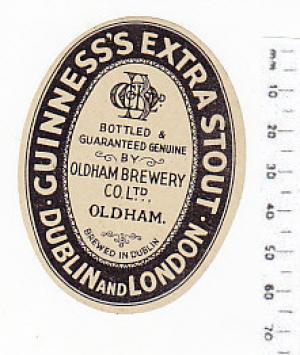 GUINNESS'S EXTRA STOUT
BOTTLED &
GUARANTEED GENUINE
BY
OLDHAM BREWERY
CO. LTD.
OLDHAM.
BREWED IN DUBLIN
DUBLIN AND LONDON
mm 10 20 30 40 50 60 70